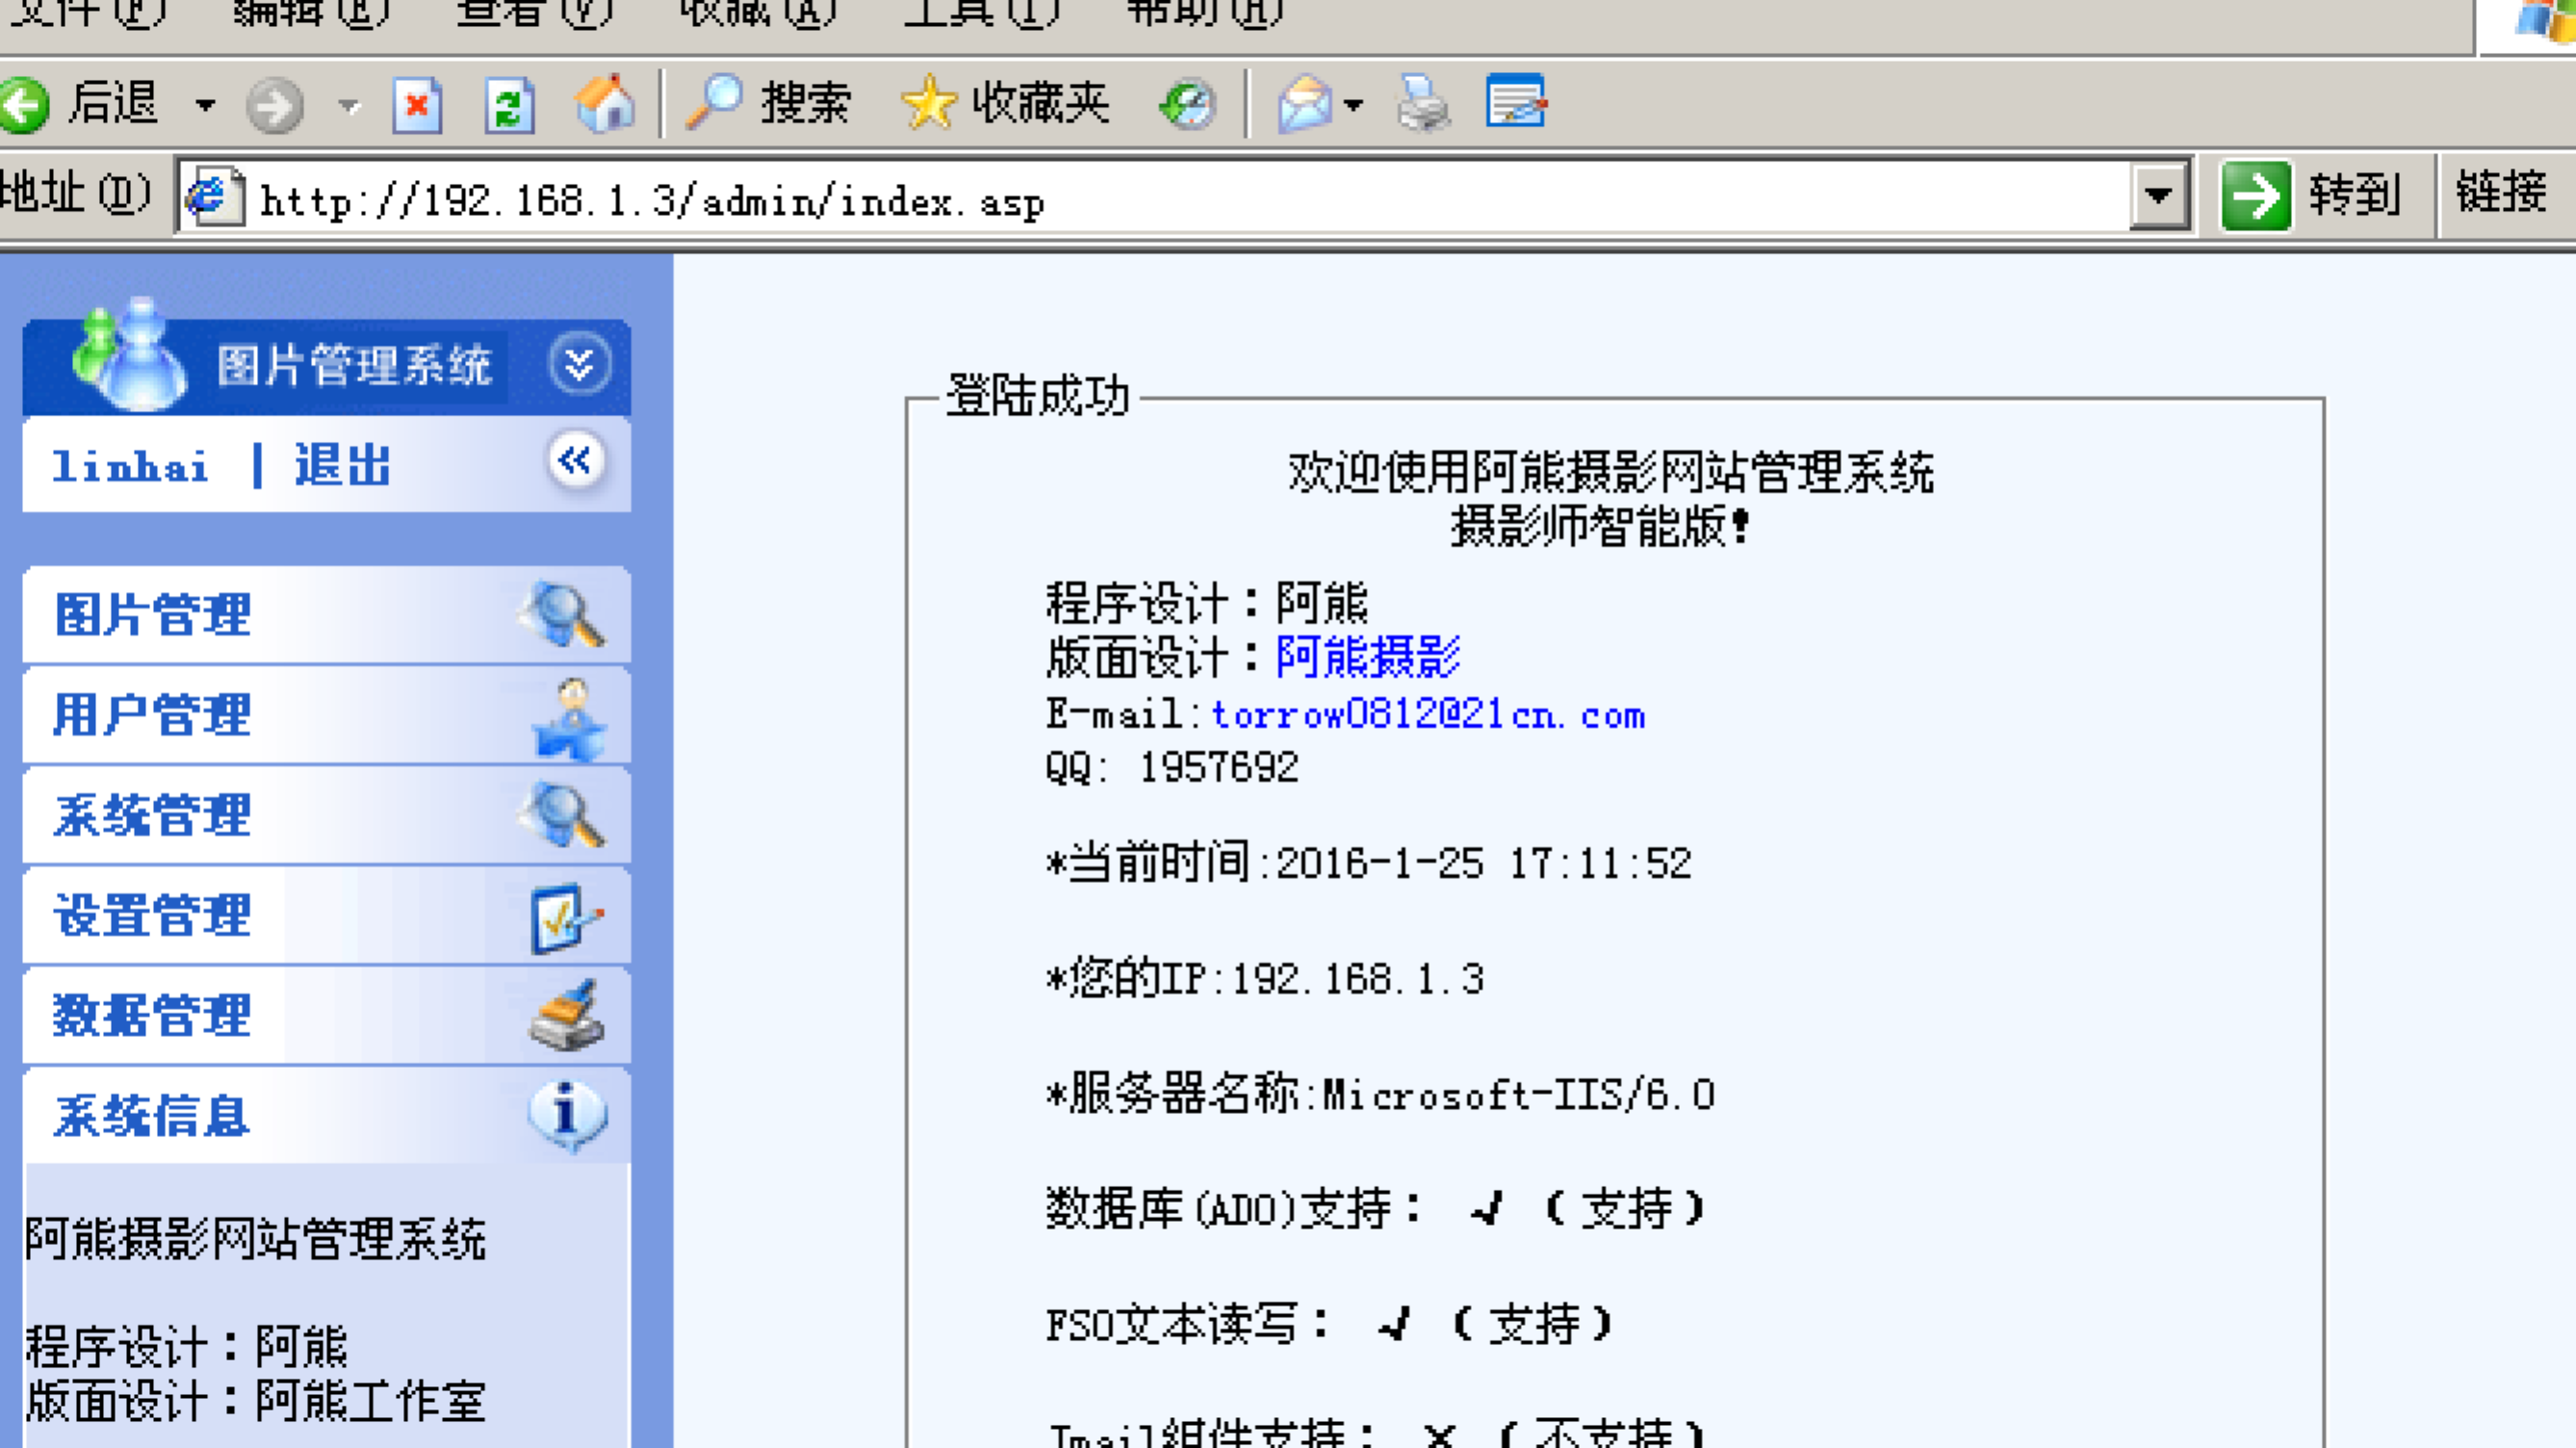 文件(F) 编辑(E) 查看(V) 收藏(A) 工具(T) 帮助(H)
后退 搜索 收藏夹
地址(D) http://192.168.1.3/admin/index.asp 转到 链接
图片管理系统
linhai | 退出
图片管理
用户管理
系统管理
设置管理
数据管理
系统信息
阿熊摄影网站管理系统
程序设计：阿熊
版面设计：阿熊工作室
登陆成功
欢迎使用阿熊摄影网站管理系统
摄影师智能版！
程序设计：阿熊
版面设计：阿熊摄影
E-mail:torrow0812@21cn.com
QQ: 1957692
*当前时间:2016-1-25 17:11:52
*您的IP:192.168.1.3
*服务器名称:Microsoft-IIS/6.0
数据库(ADO)支持： √ （支持）
FSO文本读写： √ （支持）
Jmail组件支持： × （不支持）